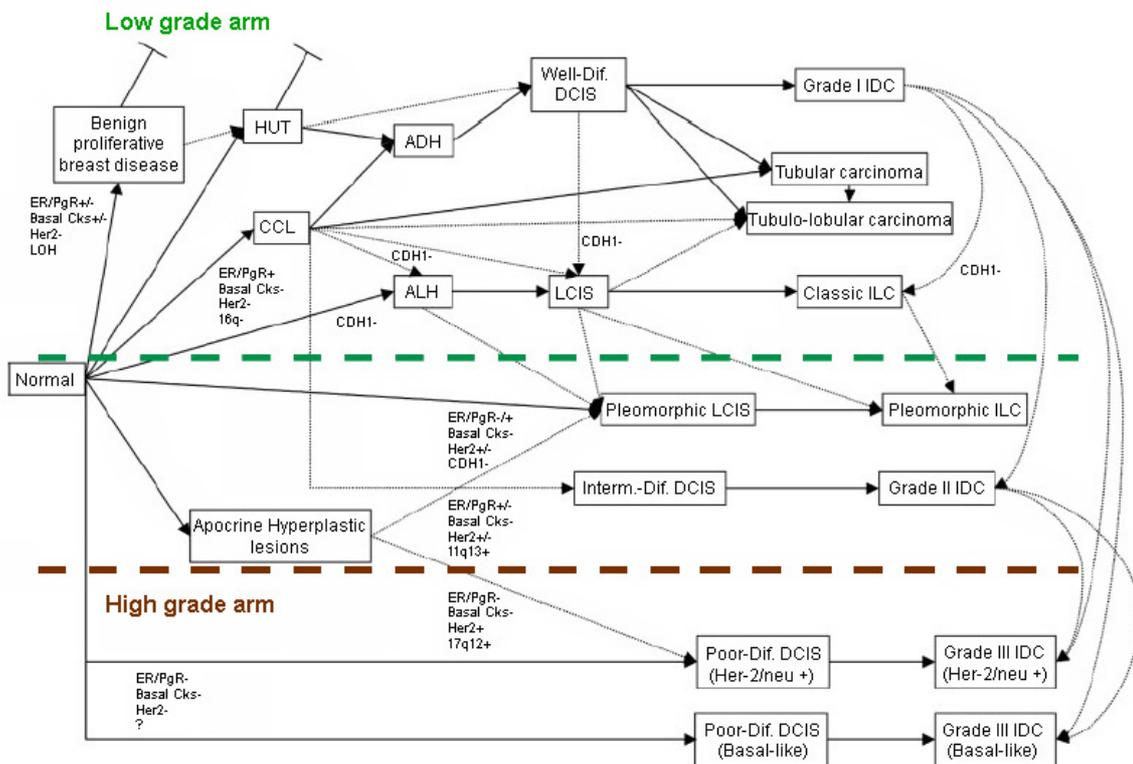 Low grade arm
Benign
proliferative
breast disease
HUT
ADH
Well-Dif.
DCIS
Grade I IDC
Tubular carcinoma
Tubulo-lobular carcinoma
ER/PgR+/-
Basal Cks+/-
Her2-
LOH
CCL
ER/PgR+
Basal Cks-
Her2-
16q-
CDH1-
CDH1-
CDH1-
CDH1-
ALH
LCIS
Classic ILC
Normal
Pleomorphic LCIS
Pleomorphic ILC
ER/PgR-/+
Basal Cks-
Her2+/-
CDH1-
Interm.-Dif. DCIS
Grade II IDC
Apocrine Hyperplastic
lesions
ER/PgR+/-
Basal Cks-
Her2+/-
11q13+
High grade arm
ER/PgR-
Basal Cks-
Her2+
17q12+
Poor-Dif. DCIS
(Her-2/neu +)
Grade III IDC
(Her-2/neu +)
ER/PgR-
Basal Cks-
Her2-
?
Poor-Dif. DCIS
(Basal-like)
Grade III IDC
(Basal-like)